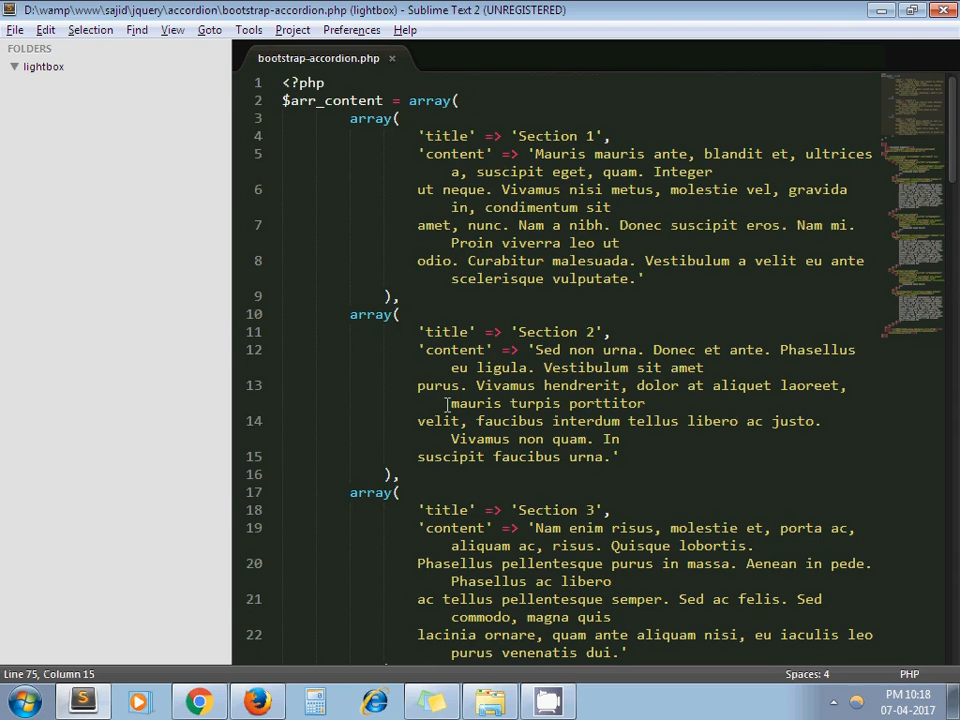 D:\wamp\www\sajid\jquery\accordion\bootstrap-accordion.php (lightbox) - Sublime Text 2 (UNREGISTERED)
File Edit Selection Find View Goto Tools Project Preferences Help
FOLDERS
lightbox
bootstrap-accordion.php ×
1 <?php
2 $arr_content = array(
3 array(
4 'title' => 'Section 1',
5 'content' => 'Mauris mauris ante, blandit et, ultrices
a, suscipit eget, quam. Integer
6 ut neque. Vivamus nisi metus, molestie vel, gravida
in, condimentum sit
7 amet, nunc. Nam a nibh. Donec suscipit eros. Nam mi.
Proin viverra leo ut
8 odio. Curabitur malesuada. Vestibulum a velit eu ante
scelerisque vulputate.'
9 ),
10 array(
11 'title' => 'Section 2',
12 'content' => 'Sed non urna. Donec et ante. Phasellus
eu ligula. Vestibulum sit amet
13 purus. Vivamus hendrerit, dolor at aliquet laoreet,
mauris turpis porttitor
14 velit, faucibus interdum tellus libero ac justo.
Vivamus non quam. In
15 suscipit faucibus urna.'
16 ),
17 array(
18 'title' => 'Section 3',
19 'content' => 'Nam enim risus, molestie et, porta ac,
aliquam ac, risus. Quisque lobortis.
20 Phasellus pellentesque purus in massa. Aenean in pede.
Phasellus ac libero
21 ac tellus pellentesque semper. Sed ac felis. Sed
commodo, magna quis
22 lacinia ornare, quam ante aliquam nisi, eu iaculis leo
purus venenatis dui.'
Line 75, Column 15 Spaces: 4 PHP
PM 10:18
07-04-2017